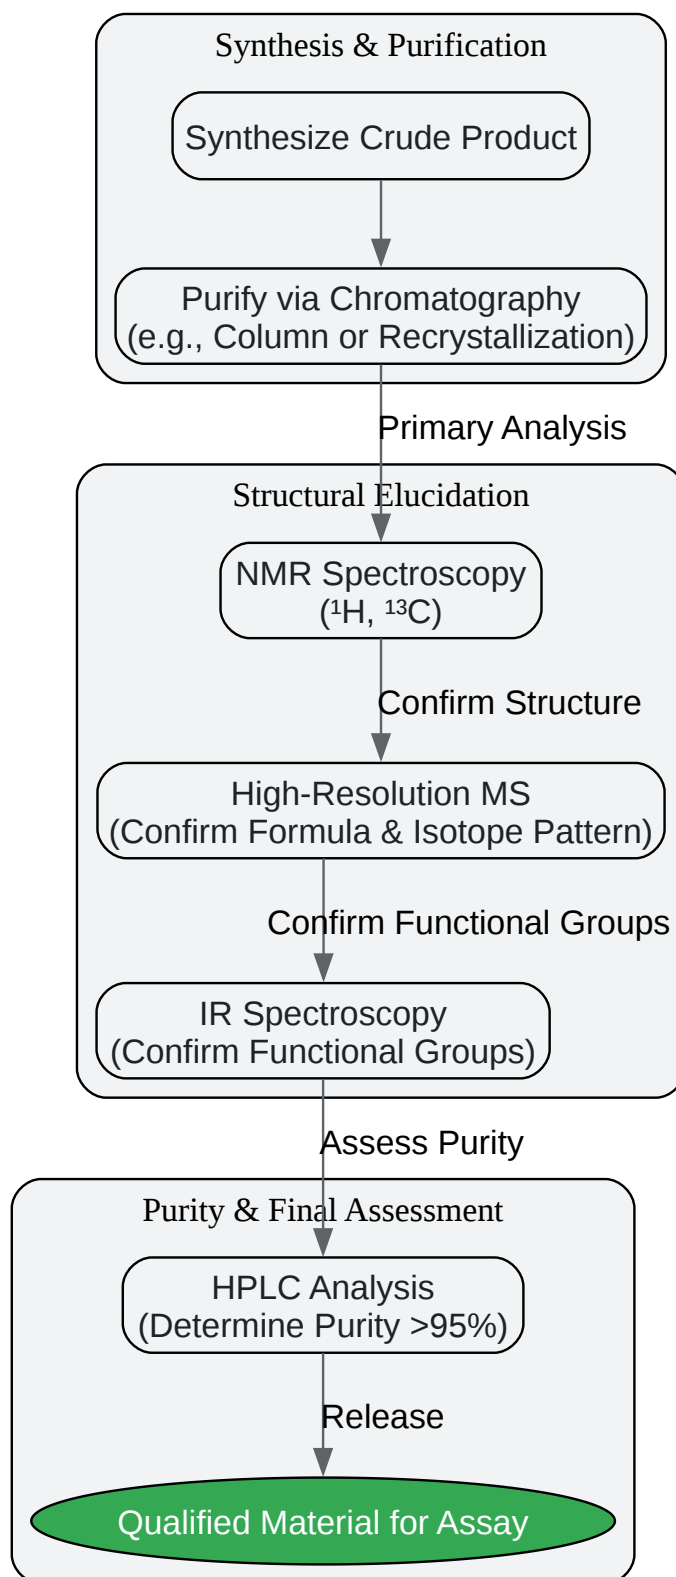 Synthesis & Purification
Synthesize Crude Product
Purify via Chromatography
(e.g., Column or Recrystallization)
Primary Analysis
Structural Elucidation
NMR Spectroscopy
(¹H, ¹³C)
Confirm Structure
High-Resolution MS
(Confirm Formula & Isotope Pattern)
Confirm Functional Groups
IR Spectroscopy
(Confirm Functional Groups)
Assess Purity
Purity & Final Assessment
HPLC Analysis
(Determine Purity >95%)
Release
Qualified Material for Assay